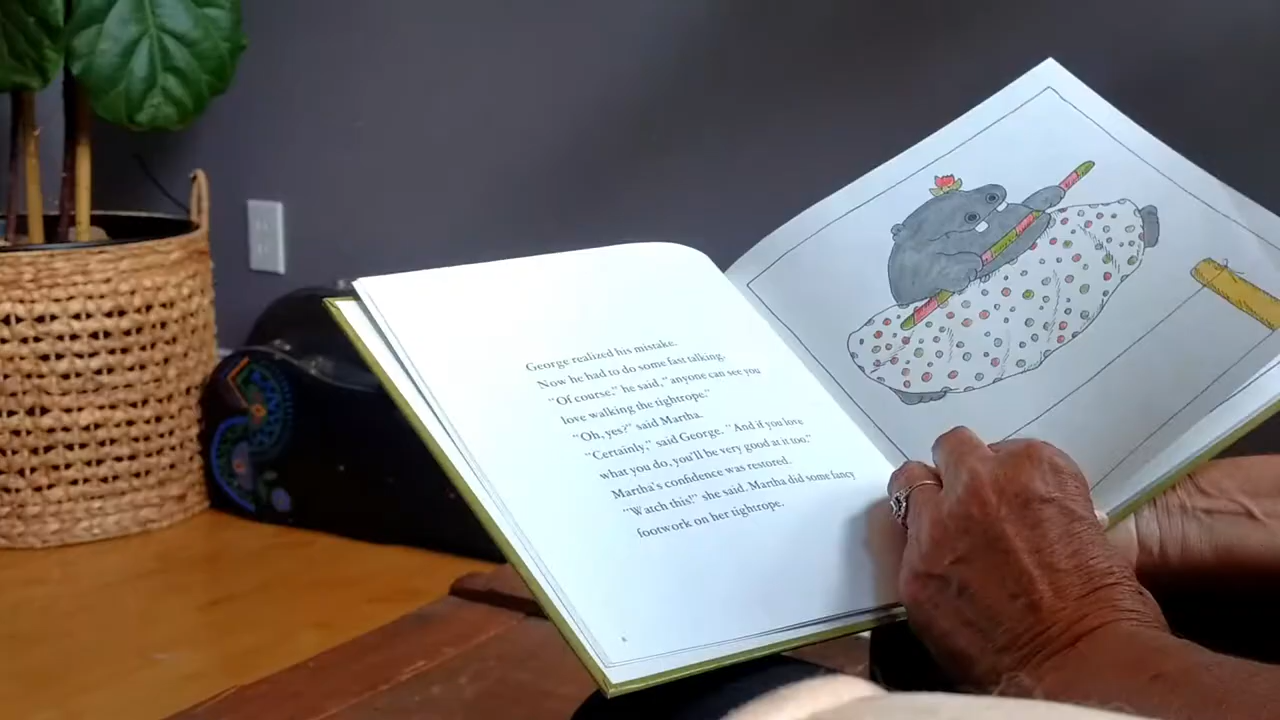 George realized his mistake.
Now he had to do some fast talking.
"Of course," he said, "anyone can see you
love walking the tightrope."
"Oh, yes?" said Martha.
"Certainly," said George. "And if you love
what you do, you'll be very good at it too."
Martha's confidence was restored.
"Watch this!" she said. Martha did some fancy
footwork on her tightrope.